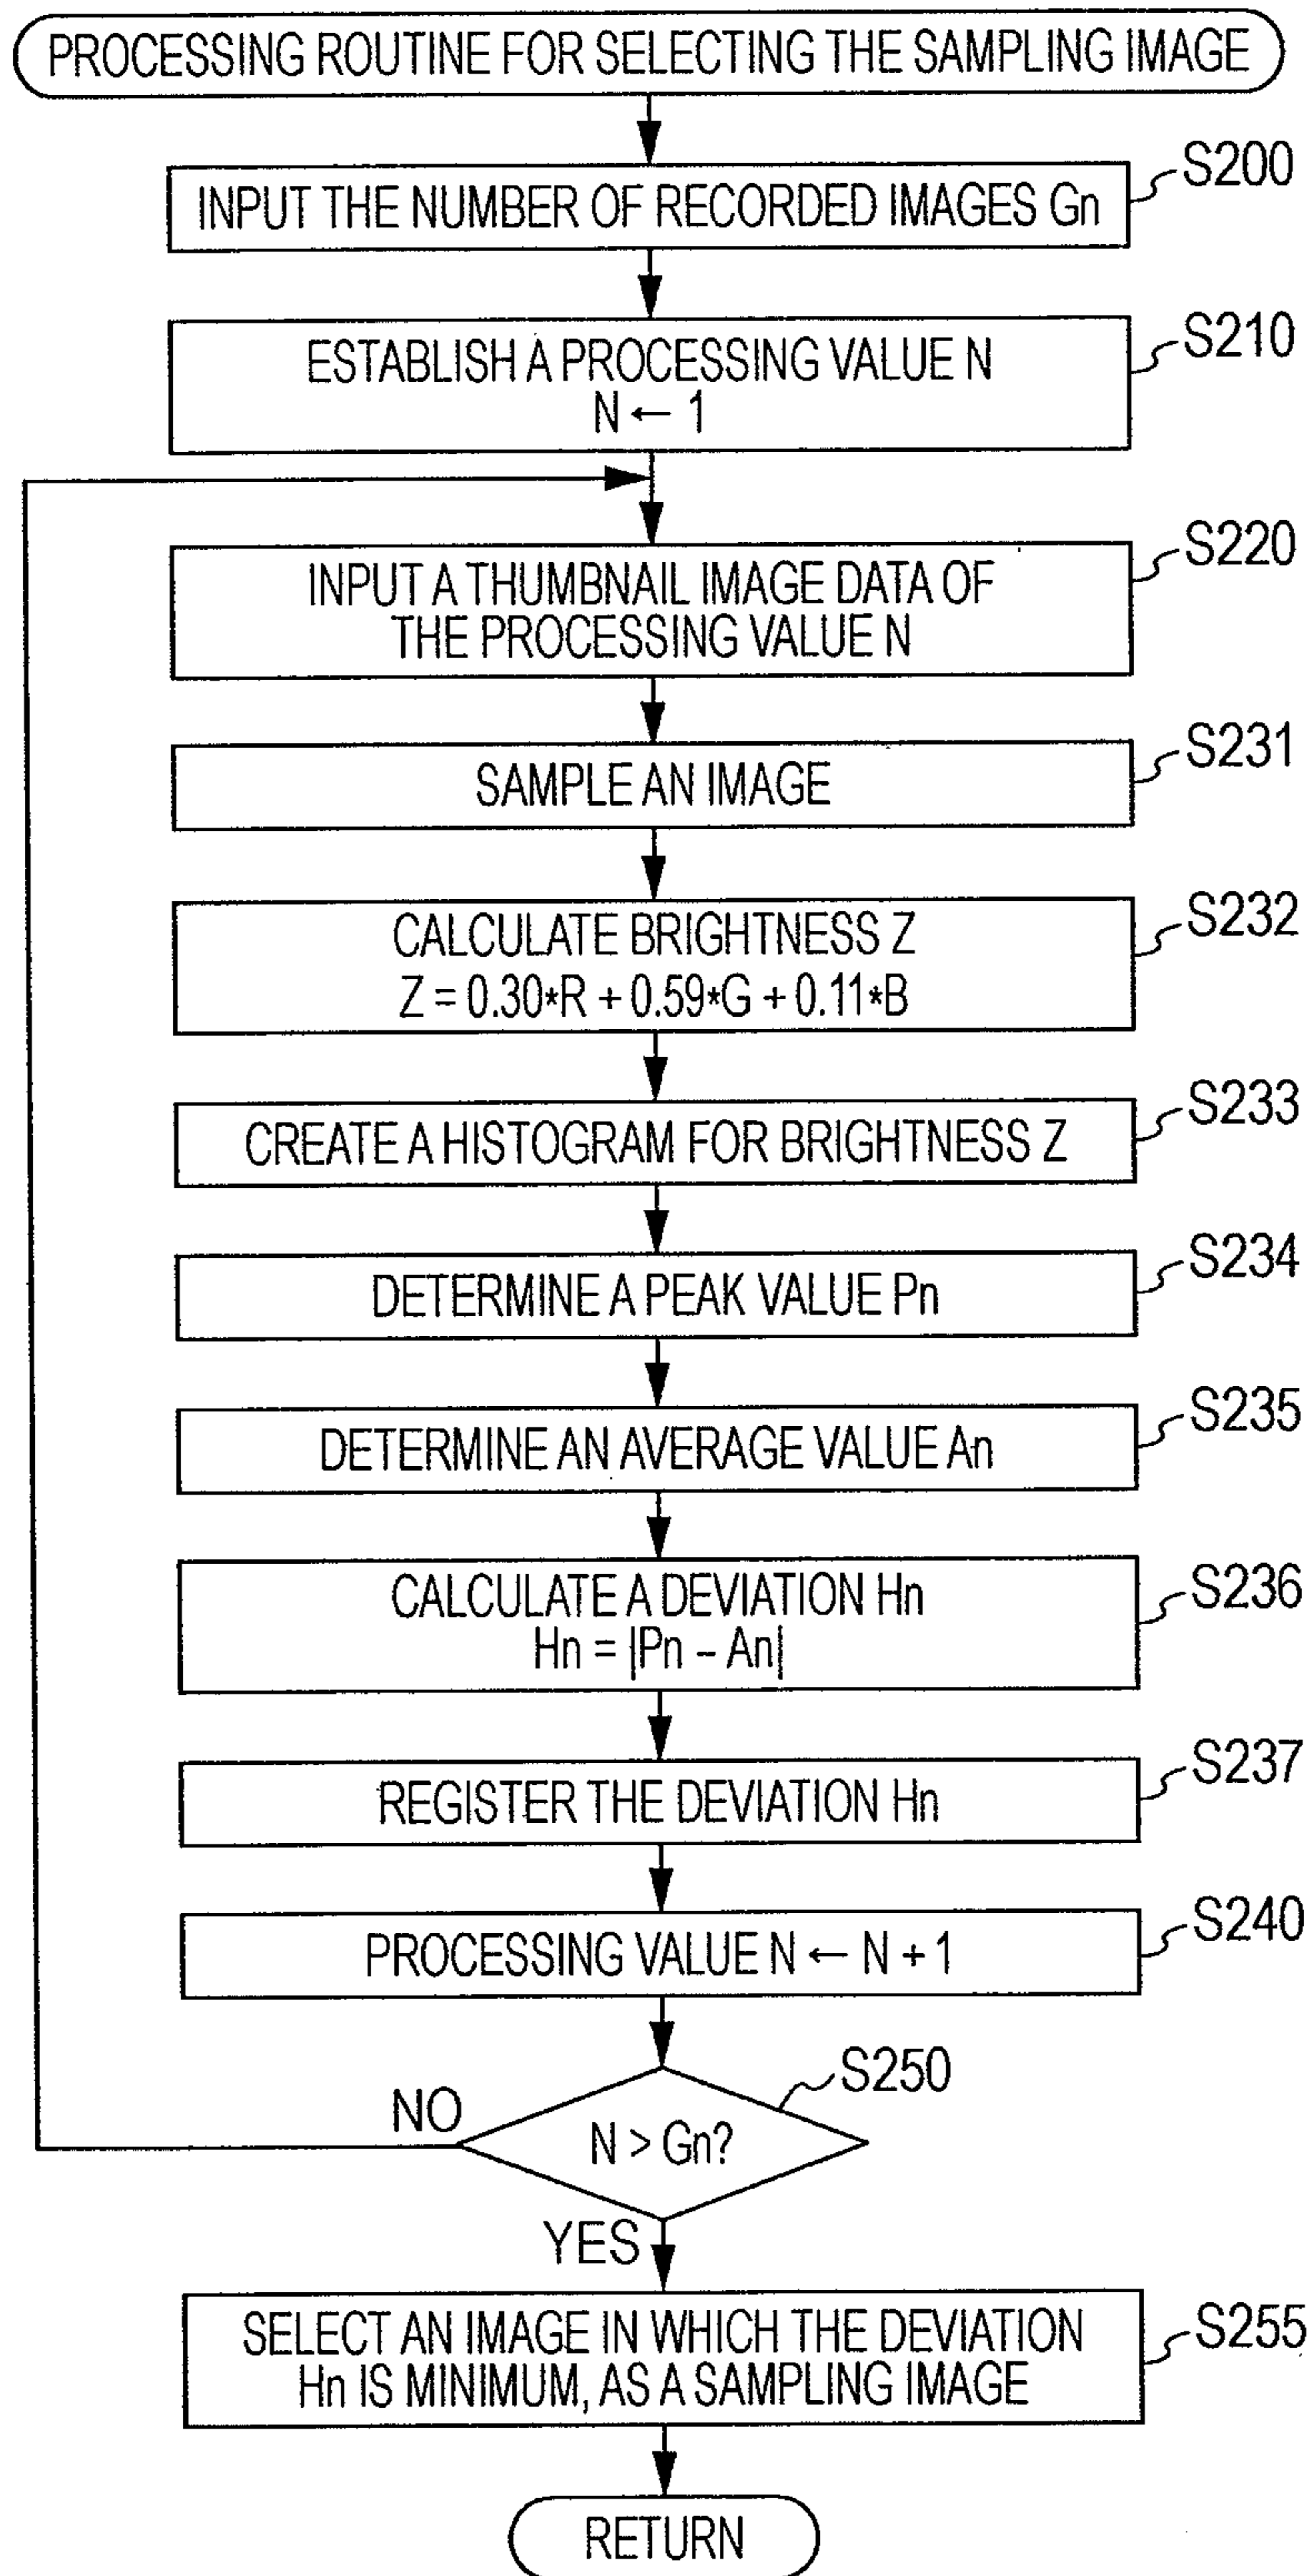 PROCESSING ROUTINE FOR SELECTING THE SAMPLING IMAGE
S200
INPUT THE NUMBER OF RECORDED IMAGES Gn
S210
ESTABLISH A PROCESSING VALUE N
N ← 1
S220
INPUT A THUMBNAIL IMAGE DATA OF
THE PROCESSING VALUE N
S231
SAMPLE AN IMAGE
S232
CALCULATE BRIGHTNESS Z
Z = 0.30*R + 0.59*G + 0.11*B
S233
CREATE A HISTOGRAM FOR BRIGHTNESS Z
S234
DETERMINE A PEAK VALUE Pn
S235
DETERMINE AN AVERAGE VALUE An
S236
CALCULATE A DEVIATION Hn
Hn = |Pn – An|
S237
REGISTER THE DEVIATION Hn
S240
PROCESSING VALUE N ← N + 1
S250
NO
N > Gn?
YES
S255
SELECT AN IMAGE IN WHICH THE DEVIATION
Hn IS MINIMUM, AS A SAMPLING IMAGE
RETURN